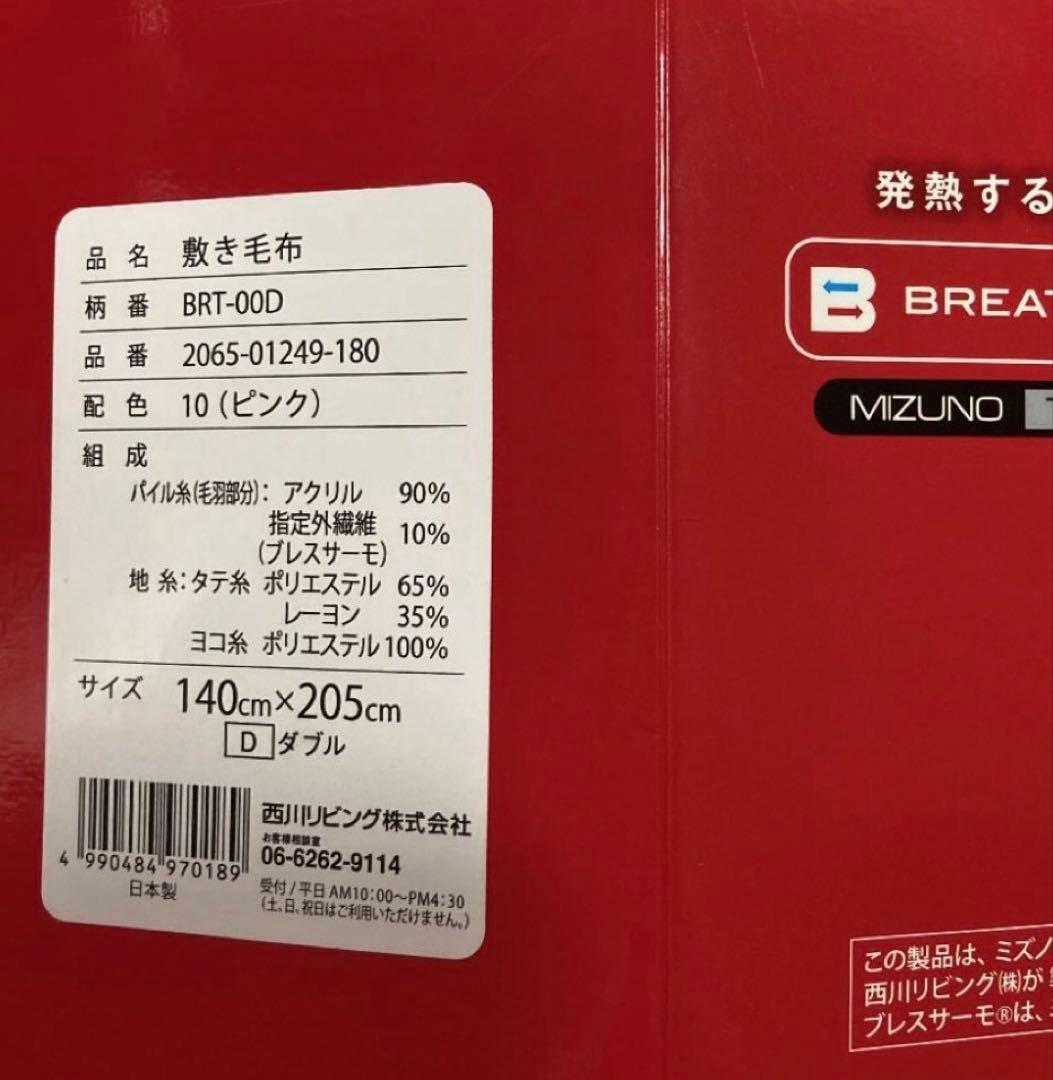 品名 敷き毛布
柄番 BRT-00D
品番 2065-01249-180
配色 10(ピンク)
組成
パイル糸(毛羽部分): アクリル 90%
指定外繊維
(ブレスサーモ) 10%
地糸:タテ糸 ポリエステル 65%
レーヨン 35%
ヨコ糸 ポリエステル 100%
サイズ 140cm×205cm
D ダブル
4 990484 970189
日本製
西川リビング株式会社
お客様相談室
06-6262-9114
受付/平日 AM10:00～PM4:30
(土、日、祝日はご利用いただけません。)
発熱する
B BREA
MIZUNO
この製品は、ミズノ
西川リビング(株)が
ブレスサーモ®は、